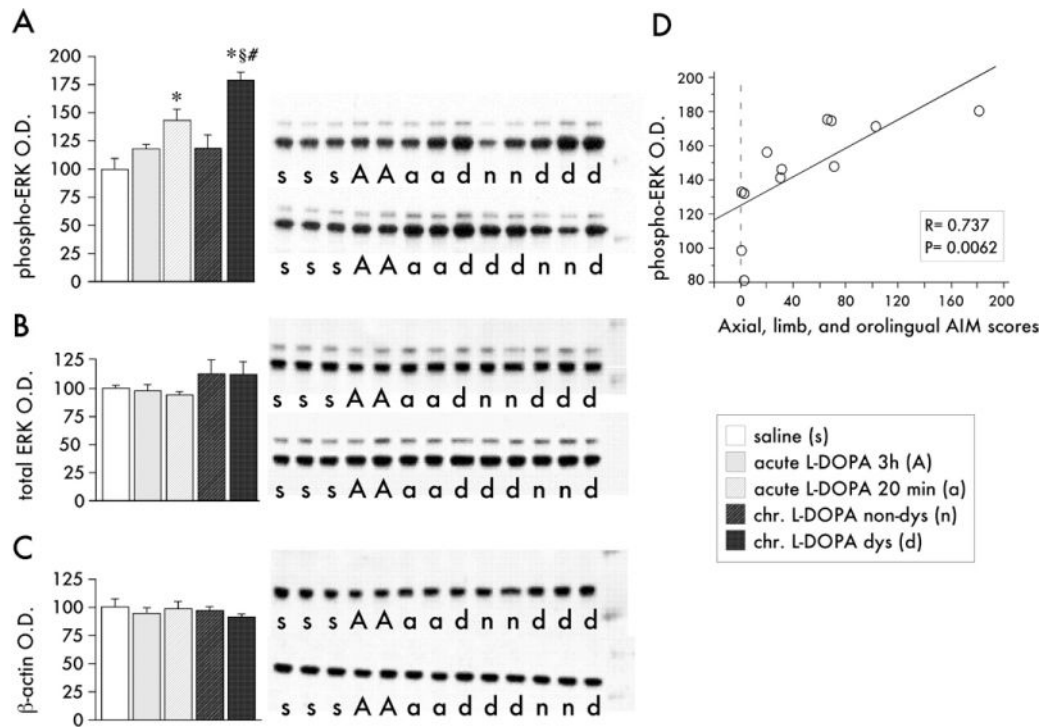 A
phospho-ERK O.D.
200
175
150
125
100
75
50
25
0
*
*§#
s s s A A a a d n n d d d
s s s A A a a d d d n n d
B
total ERK O.D.
125
100
75
50
25
0
s s s A A a a d n n d d d
s s s A A a a d d d n n d
C
β-actin O.D.
125
100
75
50
25
0
s s s A A a a d n n d d d
s s s A A a a d d d n n d
D
phospho-ERK O.D.
200
180
160
140
120
100
80
0 40 80 120 160 200
R= 0.737
P= 0.0062
Axial, limb, and orolingual AIM scores
saline (s)
acute L-DOPA 3h (A)
acute L-DOPA 20 min (a)
chr. L-DOPA non-dys (n)
chr. L-DOPA dys (d)